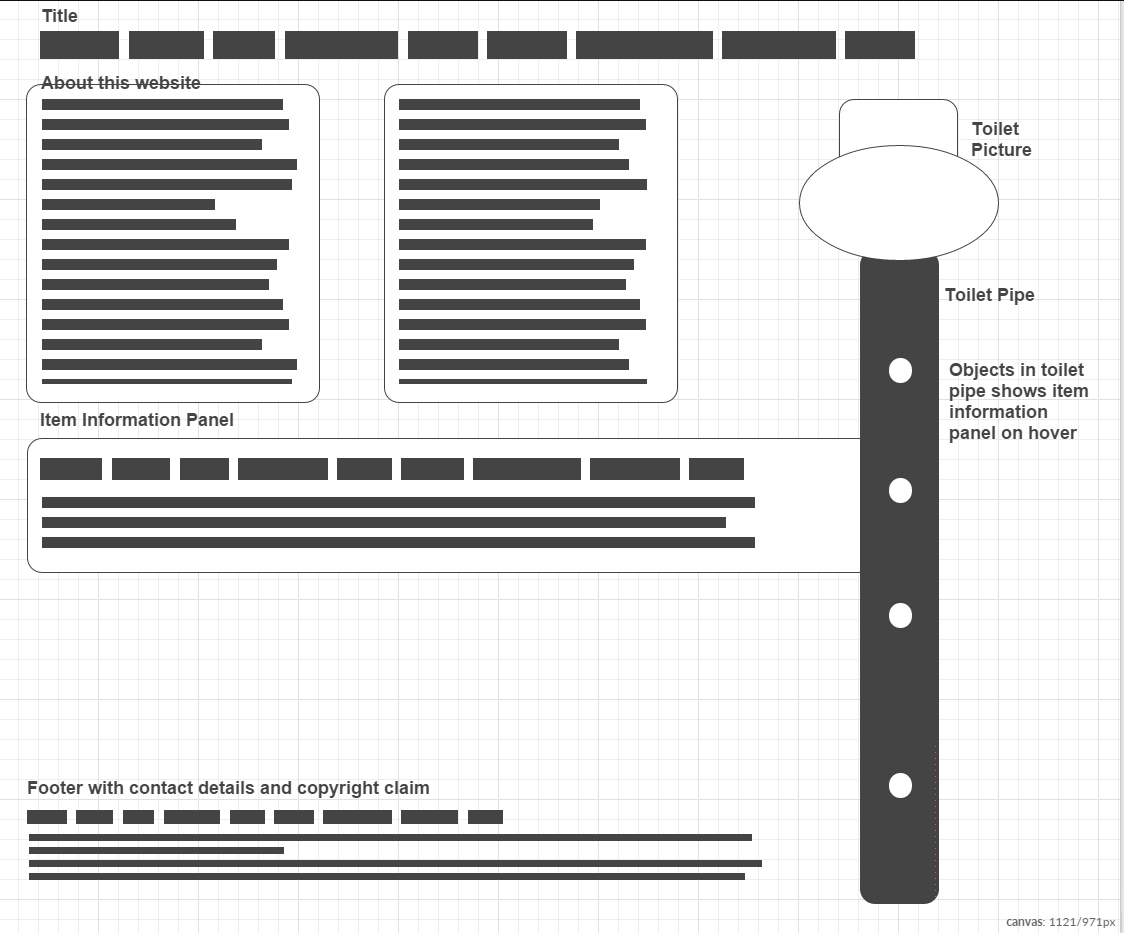 Title
About this website
Toilet
Picture
Toilet Pipe
Objects in toilet
pipe shows item
information
panel on hover
Item Information Panel
Footer with contact details and copyright claim
canvas: 1121/971px